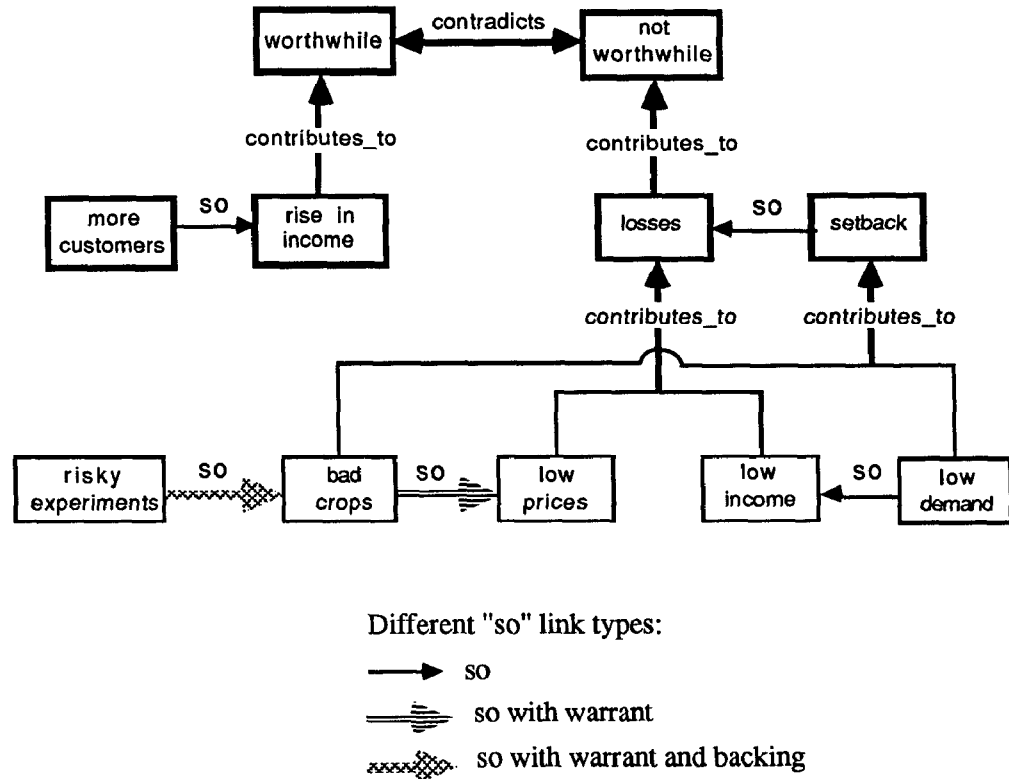 worthwhile
contradicts
not
worthwhile
contributes_to
contributes_to
more
customers
so
rise in
income
losses
so
setback
contributes_to
contributes_to
risky
experiments
so
bad
crops
so
low
prices
low
income
so
low
demand
Different "so" link types:
so
so with warrant
so with warrant and backing